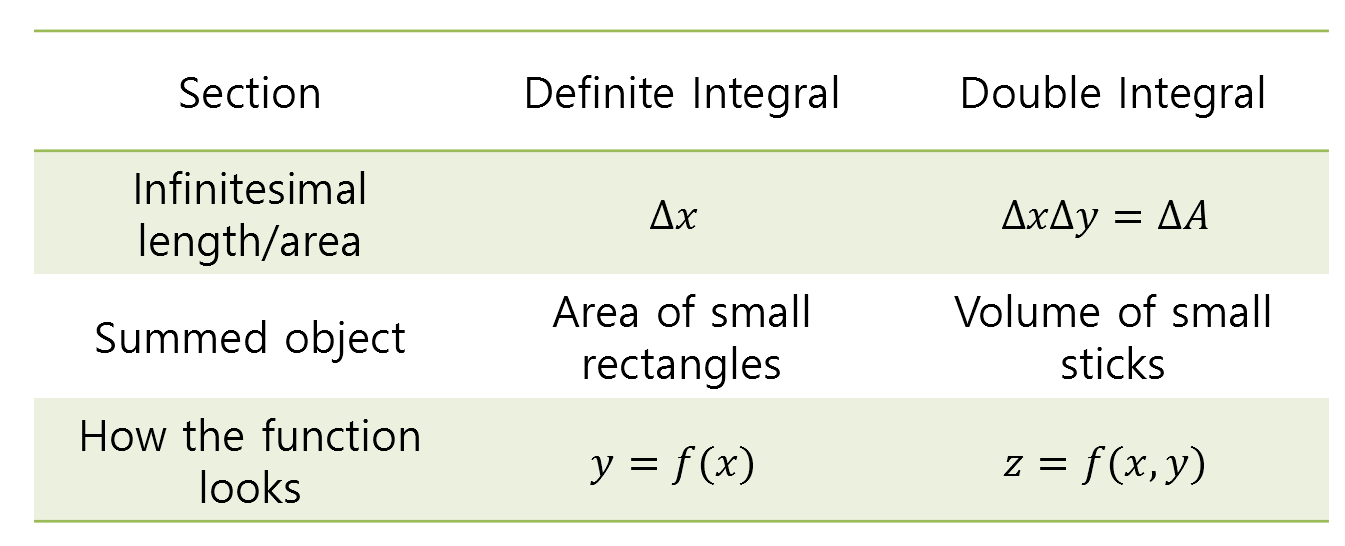 Section Definite Integral Double Integral
Infinitesimal
length/area
Δx ΔxΔy = ΔA
Summed object
Area of small
rectangles
Volume of small
sticks
How the function
looks
y = f(x) z = f(x, y)